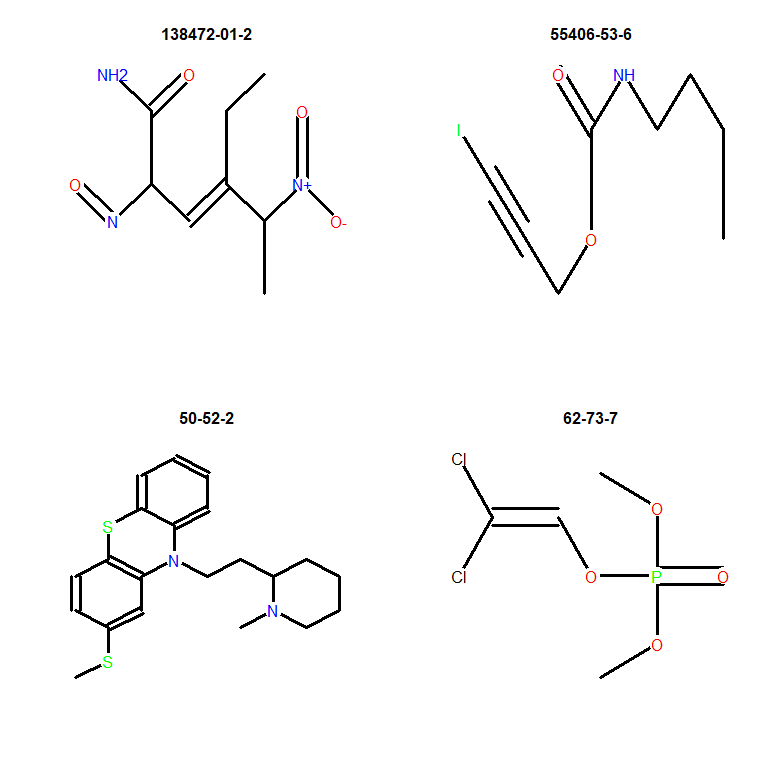 138472-01-2
NH2
O
O
N
N+
O
O-
55406-53-6
O
NH
I
O
50-52-2
S
N
N
S
62-73-7
Cl
O
Cl
O
P
O
O